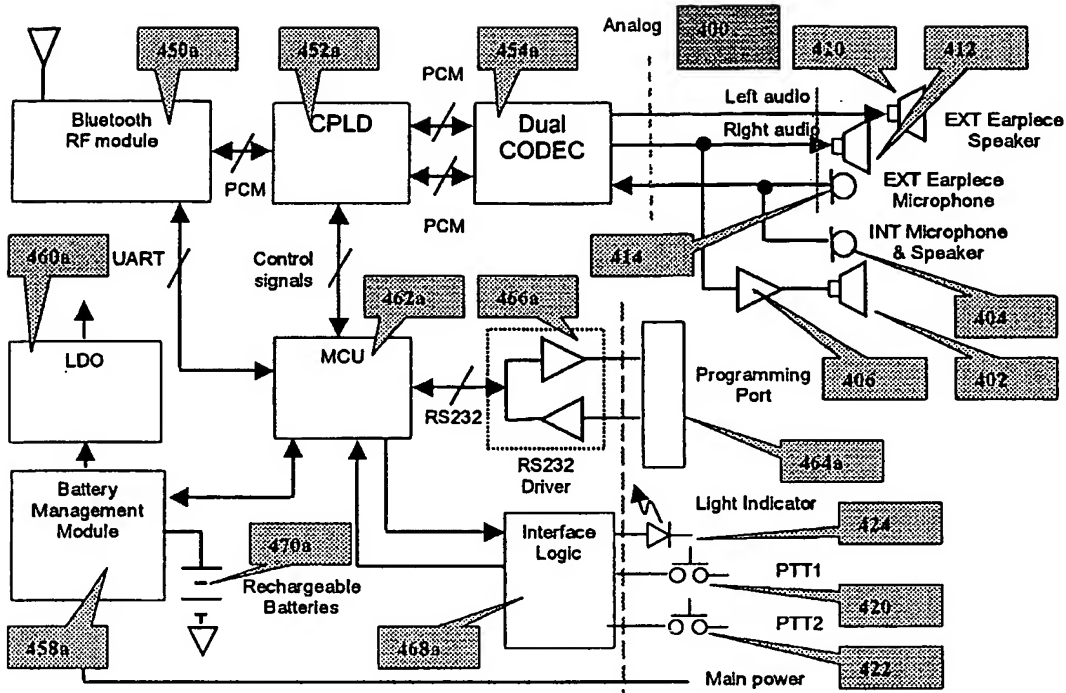 Analog
400
412
450a
452a
454a
PCM
Left audio
Right audio
EXT Earpiece
Speaker
Bluetooth
RF module
CPLD
Dual
CODEC
PCM
PCM
EXT Earpiece
Microphone
INT Microphone
& Speaker
414
404
460a
UART
Control
signals
462a
466a
LDO
MCU
RS232
Programming
Port
406
402
464a
RS232
Driver
Battery
Management
Module
470a
Rechargeable
Batteries
Interface
Logic
Light Indicator
424
PTT1
420
PTT2
422
458a
468a
Main power